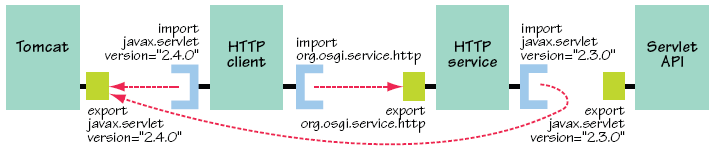 Tomcat
import
javax.servlet
version="2.4.0"
HTTP
client
import
org.osgi.service.http
HTTP
service
import
javax.servlet
version="2.3.0"
Servlet
API
export
javax.servlet
version="2.4.0"
export
org.osgi.service.http
export
javax.servlet
version="2.3.0"